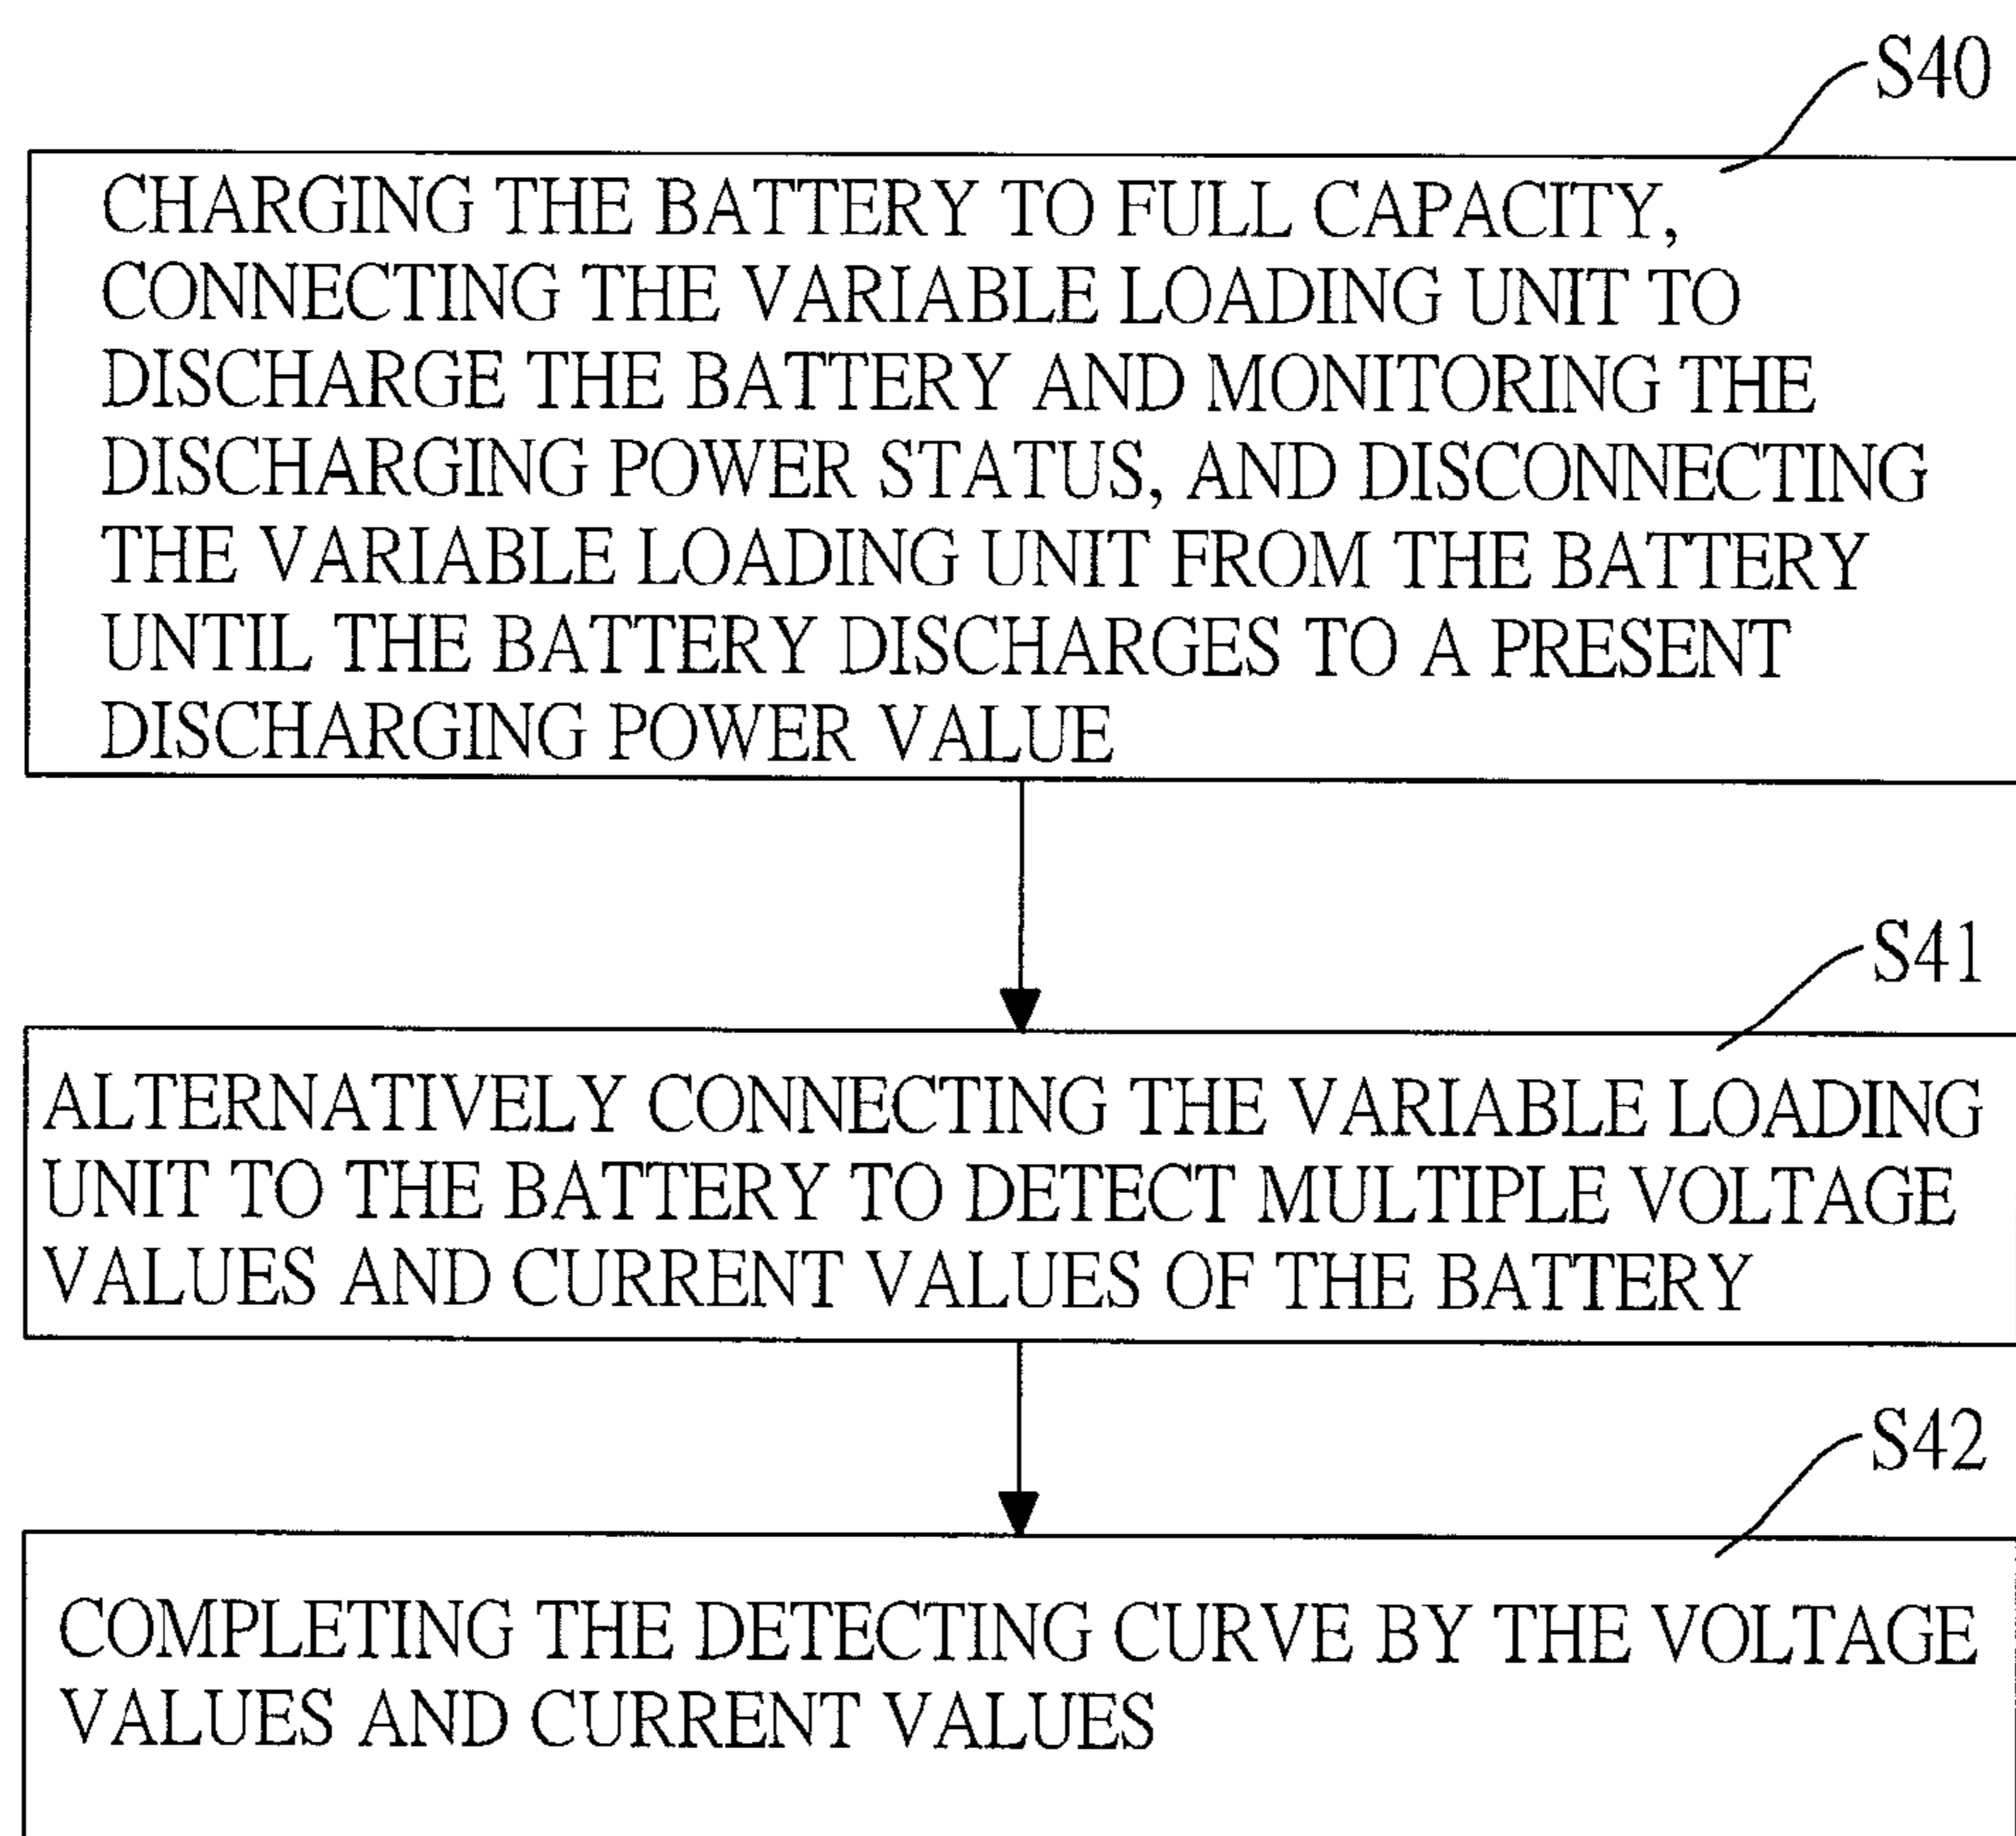 S40
CHARGING THE BATTERY TO FULL CAPACITY,
CONNECTING THE VARIABLE LOADING UNIT TO
DISCHARGE THE BATTERY AND MONITORING THE
DISCHARGING POWER STATUS, AND DISCONNECTING
THE VARIABLE LOADING UNIT FROM THE BATTERY
UNTIL THE BATTERY DISCHARGES TO A PRESENT
DISCHARGING POWER VALUE
S41
ALTERNATIVELY CONNECTING THE VARIABLE LOADING
UNIT TO THE BATTERY TO DETECT MULTIPLE VOLTAGE
VALUES AND CURRENT VALUES OF THE BATTERY
S42
COMPLETING THE DETECTING CURVE BY THE VOLTAGE
VALUES AND CURRENT VALUES